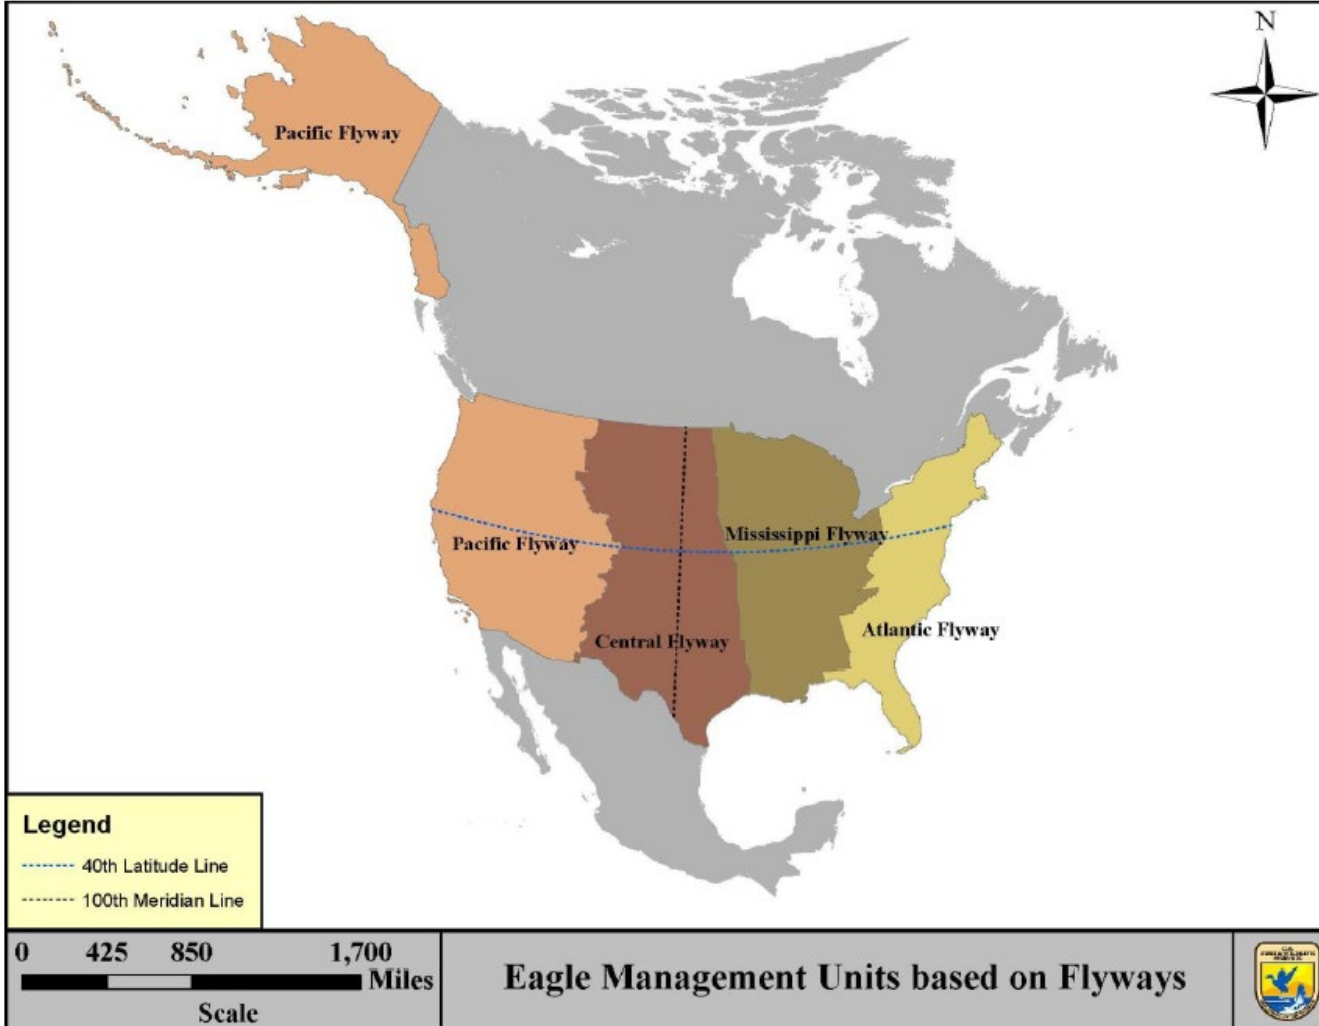 N
Pacific Flyway
Pacific Flyway
Mississippi Flyway
Central Flyway
Atlantic Flyway
Legend
40th Latitude Line
100th Meridian Line
0 425 850 1,700
Miles
Scale
Eagle Management Units based on Flyways